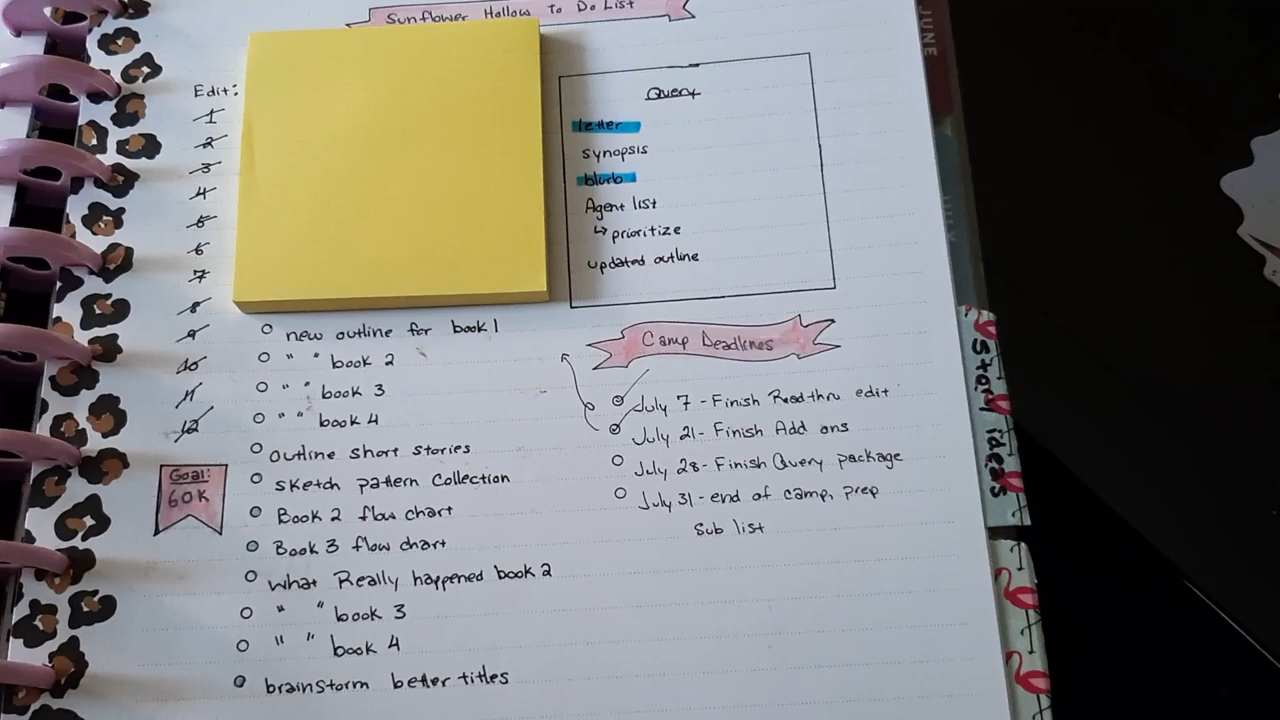 Sunflower Hollow To Do List
Edit:
1
2
3
4
5
6
7
8
9
10
11
12
Goal:
60K
new outline for book 1
" " book 2
" " book 3
" " book 4
outline short stories
sketch pattern collection
Book 2 flow chart
Book 3 flow chart
what Really happened book 2
" " book 3
" " book 4
brainstorm better titles
Query
letter
synopsis
blurb
Agent list
↳ prioritize
updated outline
Camp Deadlines
July 7 - Finish Readthru edit
July 21- Finish Add ons
July 28- Finish Query package
July 31 - end of camp, prep
Sub list
JUNE
JULY
Story ideas